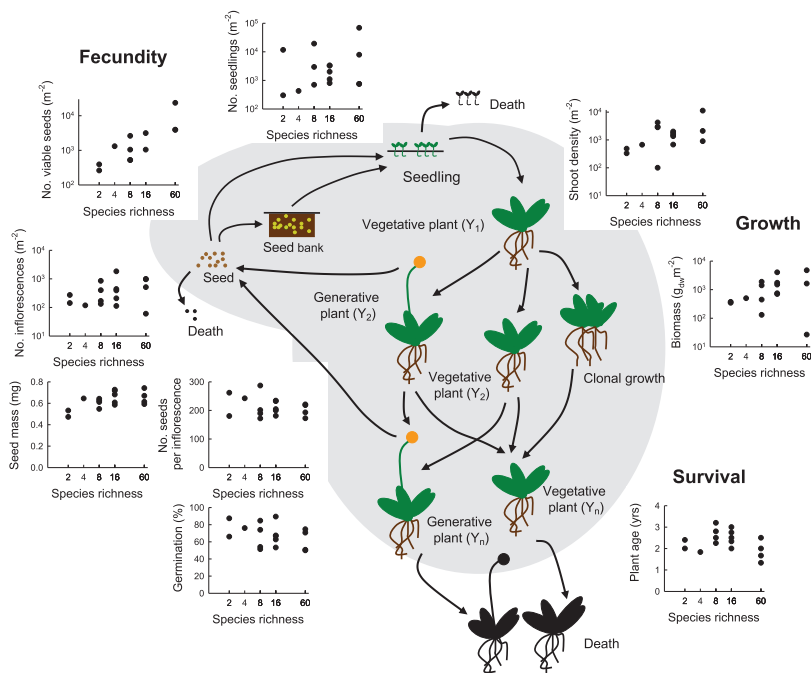 Fecundity
No. viable seeds (m⁻²)
10⁴
10³
10²
2 4 8 16 60
Species richness
No. seedlings (m⁻²)
10⁵
10⁴
10³
10²
2 4 8 16 60
Species richness
Death
Seedling
Shoot density (m⁻²)
10⁵
10⁴
10³
10²
10¹
2 4 8 16 60
Species richness
Growth
Biomass (g_dw m⁻²)
10⁴
10³
10²
10¹
2 4 8 16 60
Species richness
Vegetative plant (Y₁)
Seed bank
Seed
Death
Generative
plant (Y₂)
Vegetative
plant (Y₂)
Clonal growth
No. inflorescences (m⁻²)
10⁴
10³
10²
10¹
2 4 8 16 60
Species richness
Seed mass (mg)
0.8
0.6
0.4
0.2
0.0
2 4 8 16 60
Species richness
No. seeds
per inflorescence
300
200
100
0
2 4 8 16 60
Species richness
Germination (%)
100
80
60
40
20
0
2 4 8 16 60
Species richness
Generative
plant (Yₙ)
Vegetative
plant (Yₙ)
Survival
Plant age (yrs)
4
3
2
1
0
2 4 8 16 60
Species richness
Death